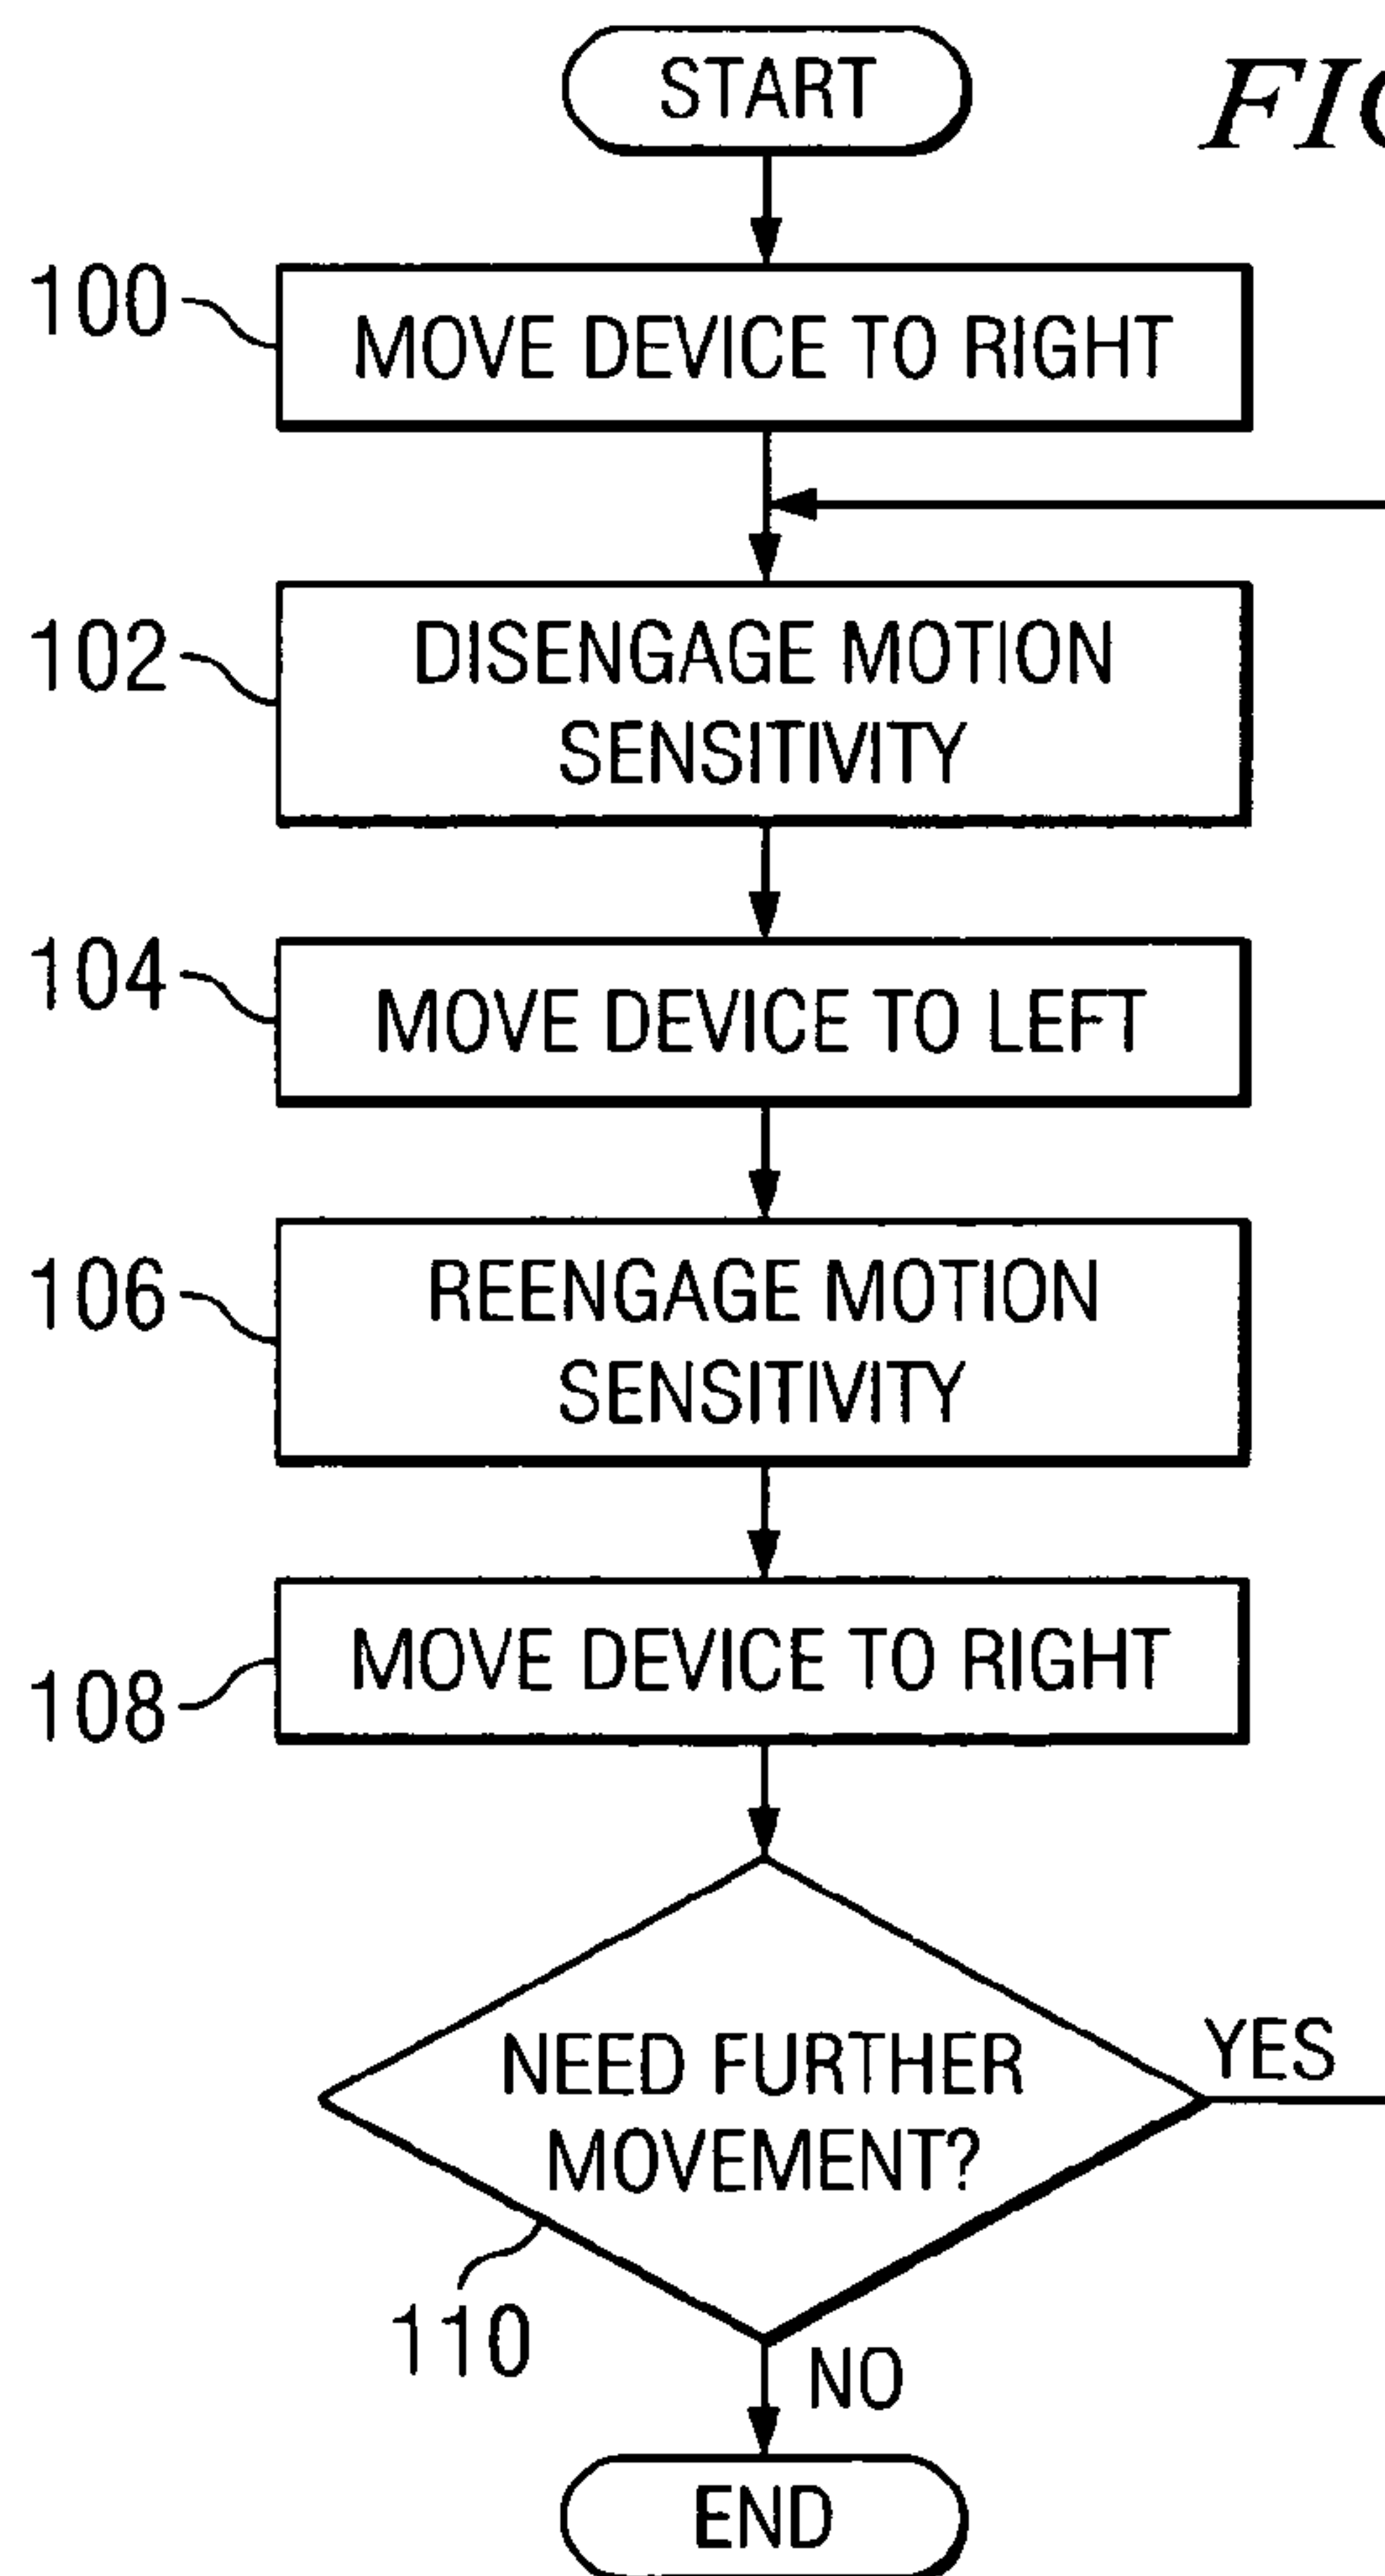 START
FIG
100
MOVE DEVICE TO RIGHT
102
DISENGAGE MOTION
SENSITIVITY
104
MOVE DEVICE TO LEFT
106
REENGAGE MOTION
SENSITIVITY
108
MOVE DEVICE TO RIGHT
NEED FURTHER
MOVEMENT?
YES
110
NO
END